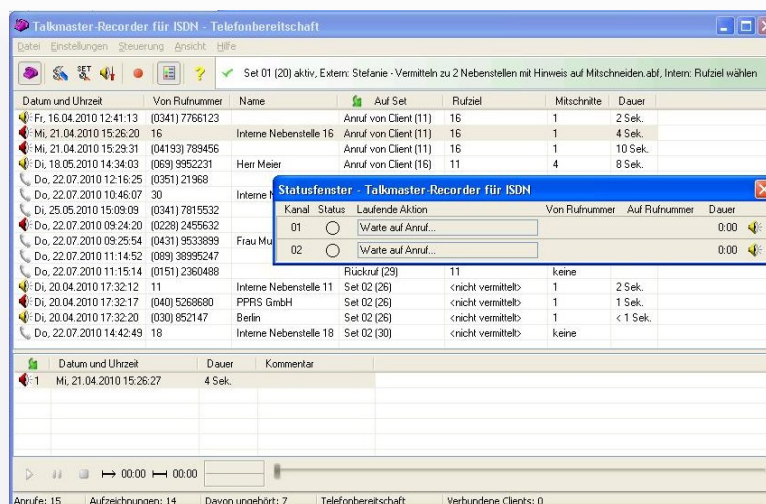 Talkmaster-Recorder für ISDN - Telefonbereitschaft
Datei Einstellungen Steuerung Ansicht Hilfe
SET Set 01 (20) aktiv, Extern: Stefanie - Vermitteln zu 2 Nebenstellen mit Hinweis auf Mitschneiden.abf, Intern: Rufziel wählen
Datum und Uhrzeit Von Rufnummer Name Auf Set Rufziel Mitschnitte Dauer
Fr, 16.04.2010 12:41:13 (0341) 7766123 Anruf von Client (11) 16 1 2 Sek.
Mi, 21.04.2010 15:26:20 16 Interne Nebenstelle 16 Anruf von Client (11) 16 1 4 Sek.
Mi, 21.04.2010 15:29:31 (04193) 789456 Anruf von Client (11) 16 1 10 Sek.
Di, 18.05.2010 14:34:03 (069) 9952231 Herr Meier Anruf von Client (16) 11 4 8 Sek.
Do, 22.07.2010 12:16:25 (0351) 21968
Do, 22.07.2010 10:46:07 30 Interne
Di, 25.05.2010 15:09:09 (0341) 7815532
Do, 22.07.2010 09:24:20 (0228) 2455632
Do, 22.07.2010 09:25:54 (0431) 9533899 Frau Mu
Do, 22.07.2010 11:14:52 (089) 38995247
Do, 22.07.2010 11:15:14 (0151) 2360488 Rückruf (29) 11 keine
Di, 20.04.2010 17:32:12 11 Interne Nebenstelle 11 Set 02 (26) <nicht vermittelt> 1 2 Sek.
Di, 20.04.2010 17:32:17 (040) 5268680 PPRS GmbH Set 02 (26) <nicht vermittelt> 1 1 Sek.
Di, 20.04.2010 17:32:20 (030) 852147 Berlin Set 02 (26) <nicht vermittelt> 1 < 1 Sek.
Do, 22.07.2010 14:42:49 18 Interne Nebenstelle 18 Set 02 (30) <nicht vermittelt> keine
Statusfenster - Talkmaster-Recorder für ISDN
Kanal Status Laufende Aktion Von Rufnummer Auf Rufnummer Dauer
01 Warte auf Anruf... 0:00
02 Warte auf Anruf... 0:00
Datum und Uhrzeit Dauer Kommentar
1 Mi, 21.04.2010 15:26:27 4 Sek.
00:00 00:00
Anrufe: 15 Aufzeichnungen: 14 Davon ungehört: 7 Telefonbereitschaft Verbundene Clients: 0